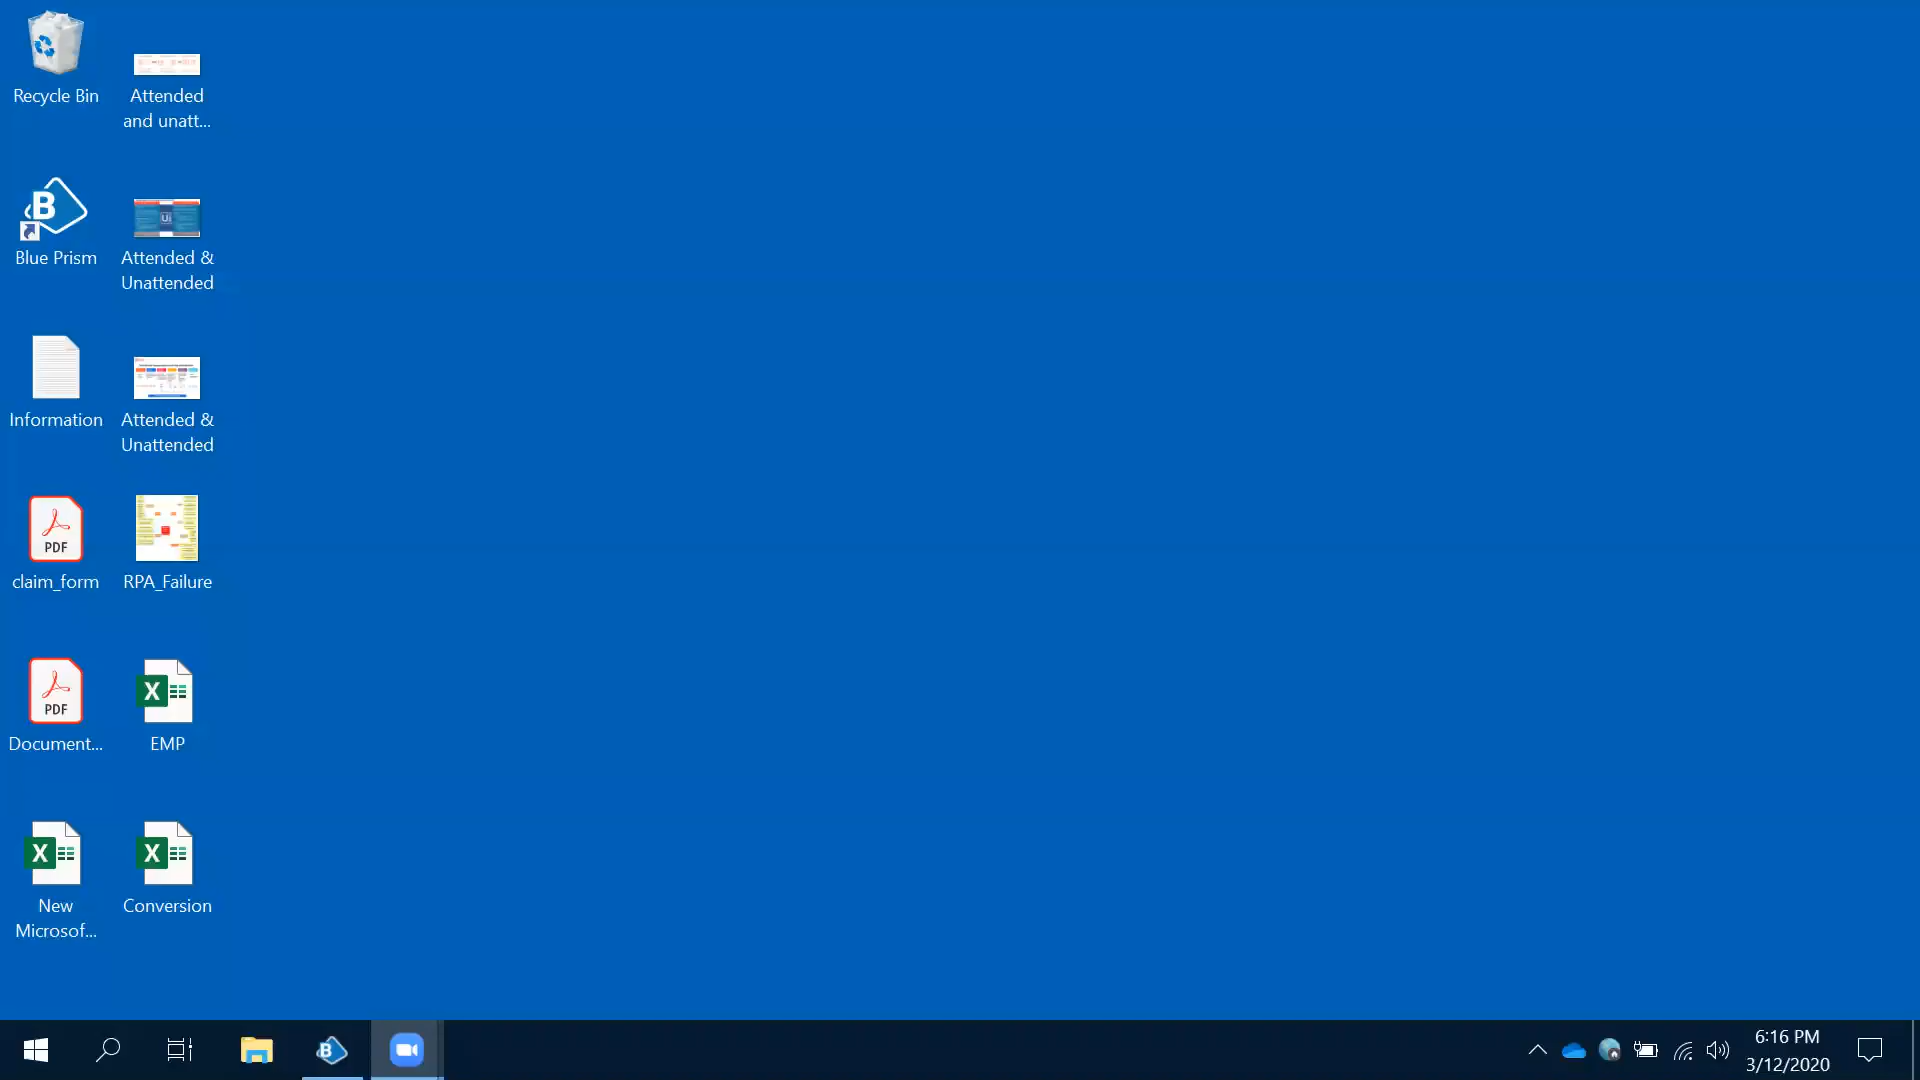 Recycle Bin
Attended
and unatt...
Blue Prism
Attended &
Unattended
Information
Attended &
Unattended
PDF
claim_form
RPA_Failure
PDF
Document...
X
EMP
X
New
Microsof...
X
Conversion
6:16 PM
3/12/2020